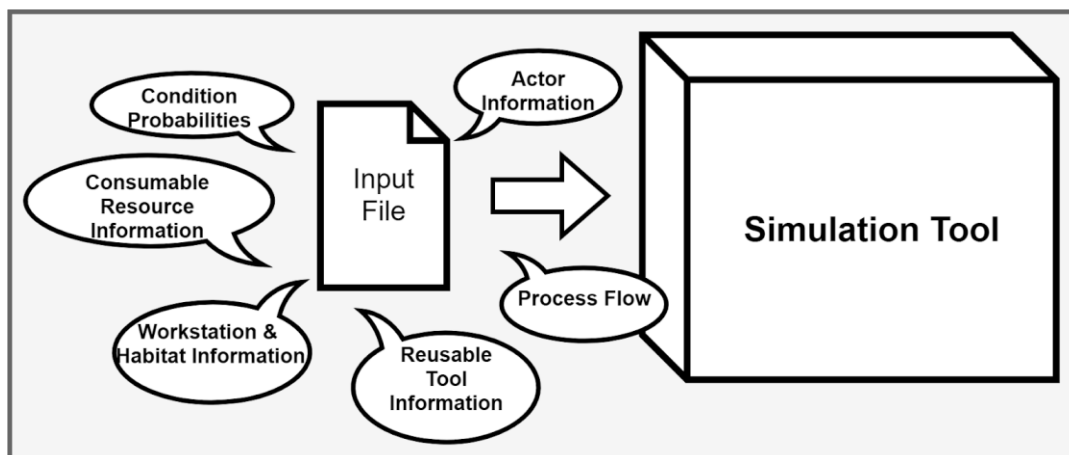 Condition
Probabilities
Actor
Information
Consumable
Resource
Information
Input
File
Simulation Tool
Process Flow
Workstation &
Habitat Information
Reusable
Tool
Information